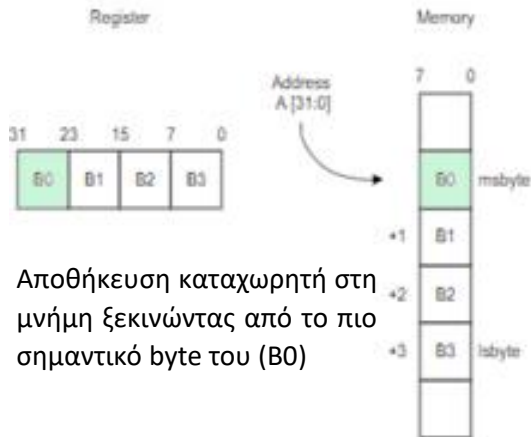 Register
Memory
Address
A [31:0]
7 0
31 23 15 7 0
B0 B1 B2 B3
B0 msbyte
+1 B1
+2 B2
+3 B3 lsbyte
Αποθήκευση καταχωρητή στη
μνήμη ξεκινώντας από το πιο
σημαντικό byte του (B0)